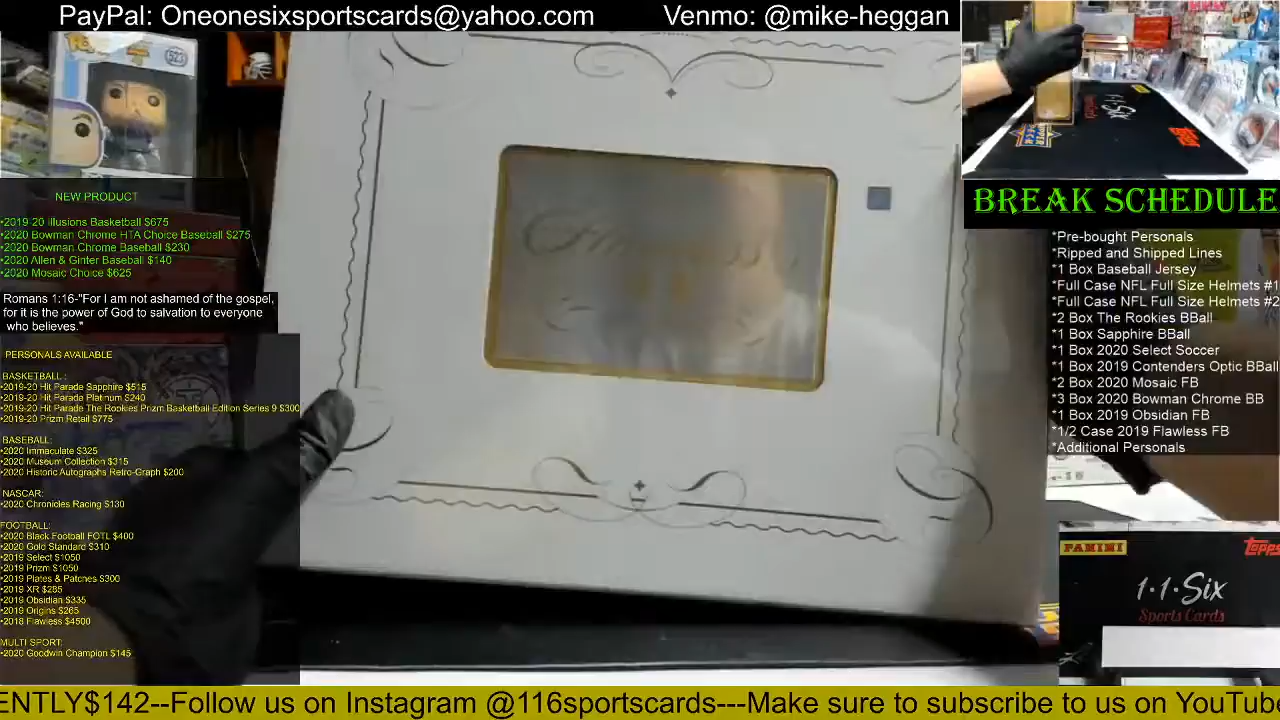 PayPal: Oneonesixsportscards@yahoo.com
Venmo: @mike-heggan
523
NEW PRODUCT
•2019-20 Illusions Basketball $675
•2020 Bowman Chrome HTA Choice Baseball $275
•2020 Bowman Chrome Baseball $230
•2020 Allen & Ginter Baseball $140
•2020 Mosaic Choice $625
Romans 1:16-"For I am not ashamed of the gospel,
for it is the power of God to salvation to everyone
who believes."
PERSONALS AVAILABLE
BASKETBALL :
•2019-20 Hit Parade Sapphire $515
•2019-20 Hit Parade Platinum $240
•2019-20 Hit Parade The Rookies Prizm Basketball Edition Series 9 $300
•2019-20 Prizm Retail $775
BASEBALL:
•2020 Immaculate $325
•2020 Museum Collection $315
•2020 Historic Autographs Retro-Graph $200
NASCAR:
•2020 Chronicles Racing $130
FOOTBALL:
•2020 Black Football FOTL $400
•2020 Gold Standard $310
•2019 Select $1050
•2019 Prizm $1050
•2019 Plates & Patches $300
•2019 XR $285
•2019 Obsidian $335
•2019 Origins $265
•2018 Flawless $4500
MULTI SPORT:
•2020 Goodwin Champion $145
Flawless
1·1·Six
Topps
UPPER DECK
BREAK SCHEDULE
*Pre-bought Personals
*Ripped and Shipped Lines
*1 Box Baseball Jersey
*Full Case NFL Full Size Helmets #1
*Full Case NFL Full Size Helmets #2
*2 Box The Rookies BBall
*1 Box Sapphire BBall
*1 Box 2020 Select Soccer
*1 Box 2019 Contenders Optic BBall
*2 Box 2020 Mosaic FB
*3 Box 2020 Bowman Chrome BB
*1 Box 2019 Obsidian FB
*1/2 Case 2019 Flawless FB
*Additional Personals
PANINI
Topps
1·1·Six
Sports Cards
ENTLY$142--Follow us on Instagram @116sportscards---Make sure to subscribe to us on YouTube